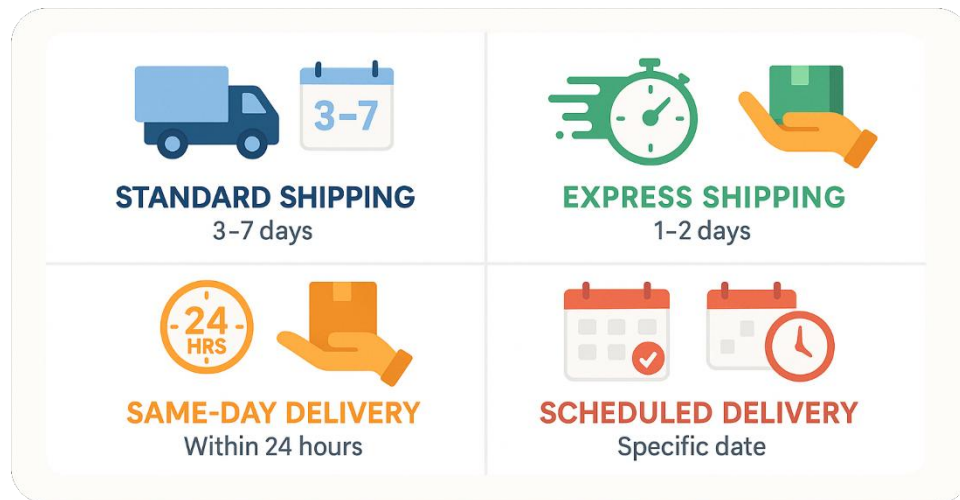 3–7
STANDARD SHIPPING
3–7 days
EXPRESS SHIPPING
1–2 days
24
HRS
SAME-DAY DELIVERY
Within 24 hours
SCHEDULED DELIVERY
Specific date